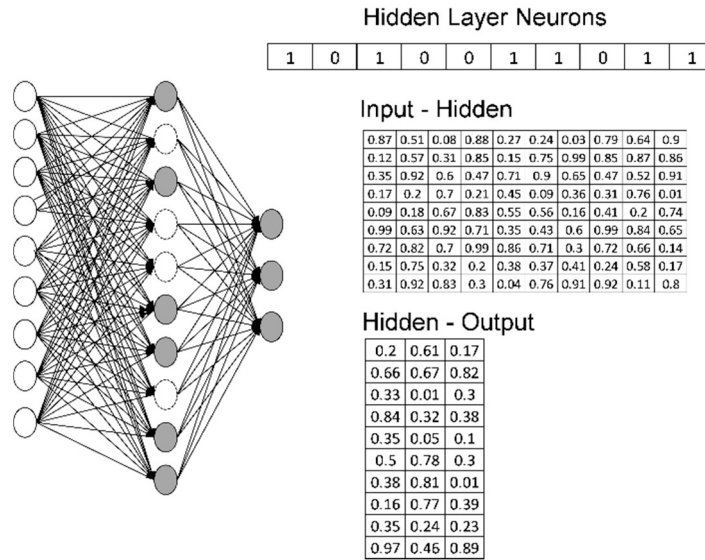 Hidden Layer Neurons
1 0 1 0 0 1 1 0 1 1
Input - Hidden
0.87 0.51 0.08 0.88 0.27 0.24 0.03 0.79 0.64 0.9
0.12 0.57 0.31 0.85 0.15 0.75 0.99 0.85 0.87 0.86
0.35 0.92 0.6 0.47 0.71 0.9 0.65 0.47 0.52 0.91
0.17 0.2 0.7 0.21 0.45 0.09 0.36 0.31 0.76 0.01
0.09 0.18 0.67 0.83 0.55 0.56 0.16 0.41 0.2 0.74
0.99 0.63 0.92 0.71 0.35 0.43 0.6 0.99 0.84 0.65
0.72 0.82 0.7 0.99 0.86 0.71 0.3 0.72 0.66 0.14
0.15 0.75 0.32 0.2 0.38 0.37 0.41 0.24 0.58 0.17
0.31 0.92 0.83 0.3 0.04 0.76 0.91 0.92 0.11 0.8
Hidden - Output
0.2 0.61 0.17
0.66 0.67 0.82
0.33 0.01 0.3
0.84 0.32 0.38
0.35 0.05 0.1
0.5 0.78 0.3
0.38 0.81 0.01
0.16 0.77 0.39
0.35 0.24 0.23
0.97 0.46 0.89